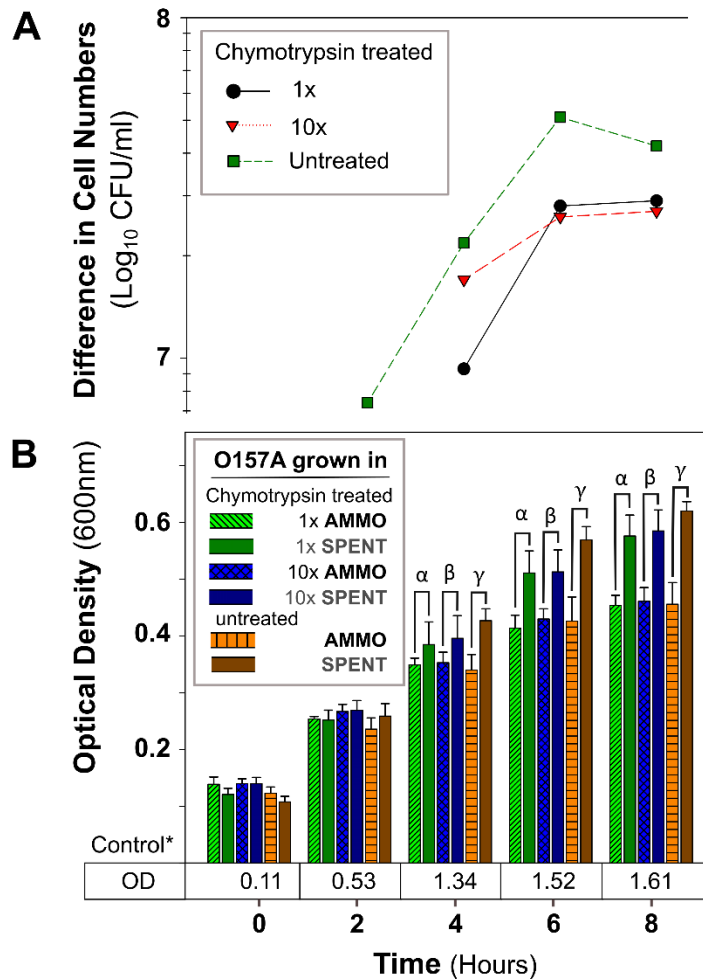 A
8
7
Difference in Cell Numbers
(Log10 CFU/ml)
Chymotrypsin treated
1x
10x
Untreated
B
Optical Density (600nm)
0.6
0.4
0.2
O157A grown in
Chymotrypsin treated
1x AMMO
1x SPENT
10x AMMO
10x SPENT
untreated
AMMO
SPENT
α β γ
α β γ
α β γ
Control*
OD 0.11 0.53 1.34 1.52 1.61
0 2 4 6 8
Time (Hours)